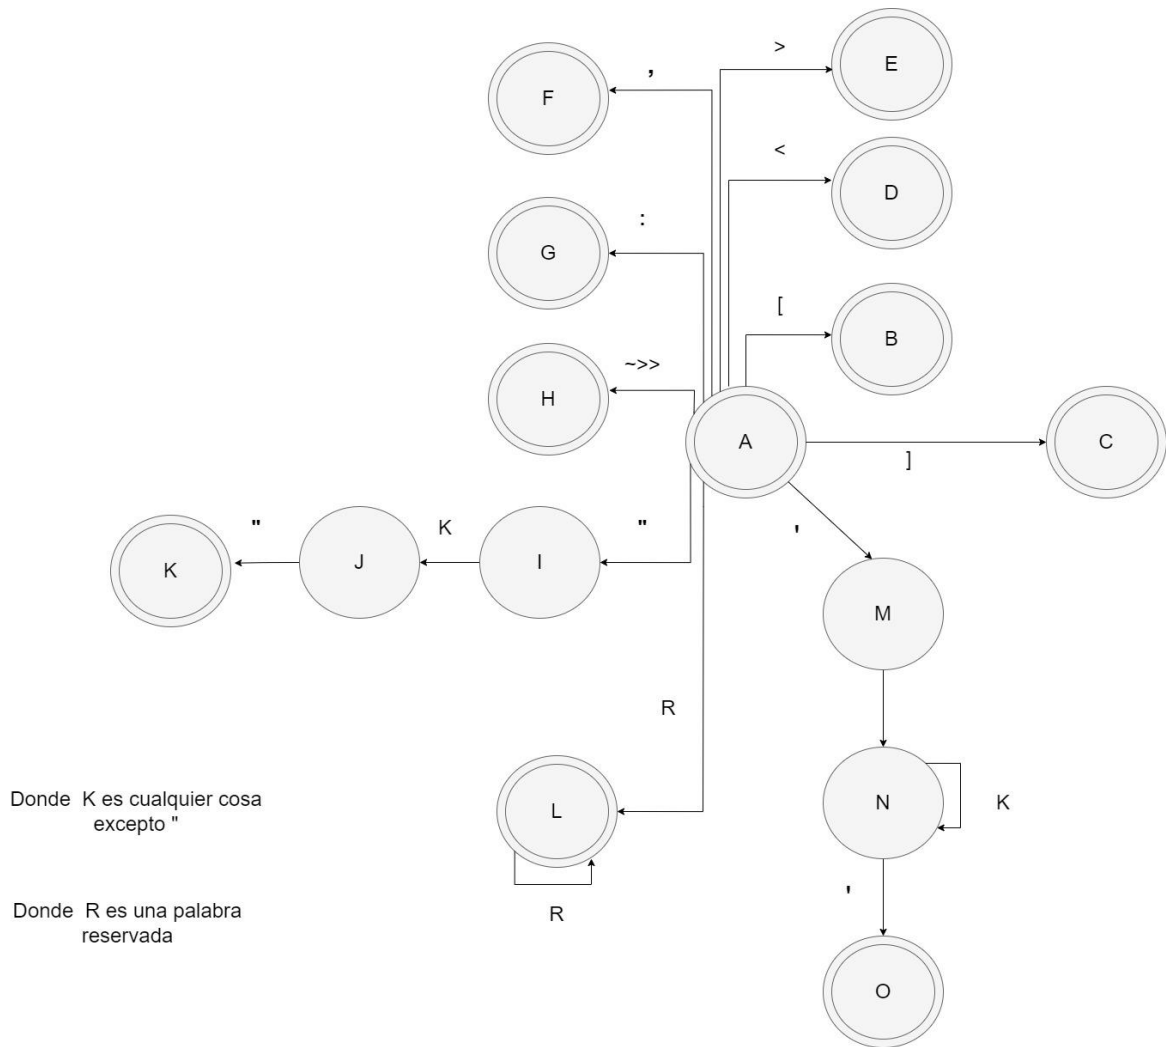 >
E
,
F
<
D
:
G
[
B
~>>
H
A
C
]
"
K
"
K
J
I
'
M
R
N
K
Donde K es cualquier cosa
excepto "
L
'
R
Donde R es una palabra
reservada
O